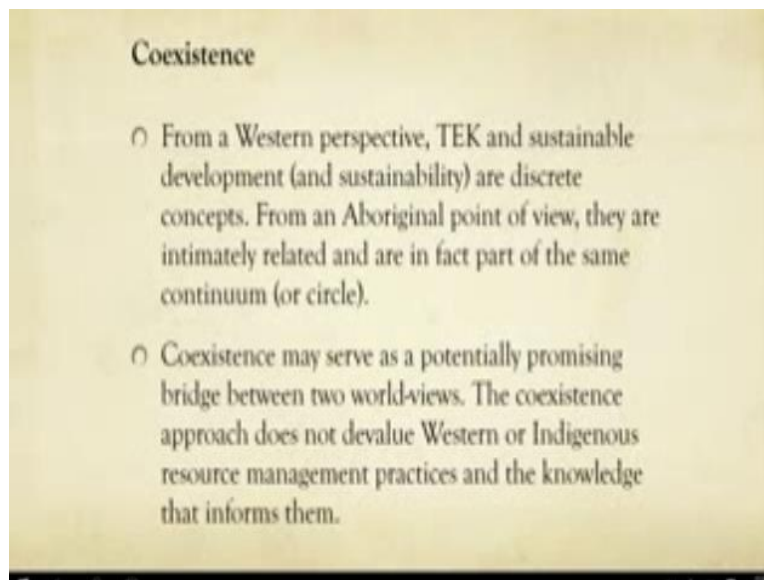 Coexistence
From a Western perspective, TEK and sustainable
development (and sustainability) are discrete
concepts. From an Aboriginal point of view, they are
intimately related and are in fact part of the same
continuum (or circle).
Coexistence may serve as a potentially promising
bridge between two world-views. The coexistence
approach does not devalue Western or Indigenous
resource management practices and the knowledge
that informs them.